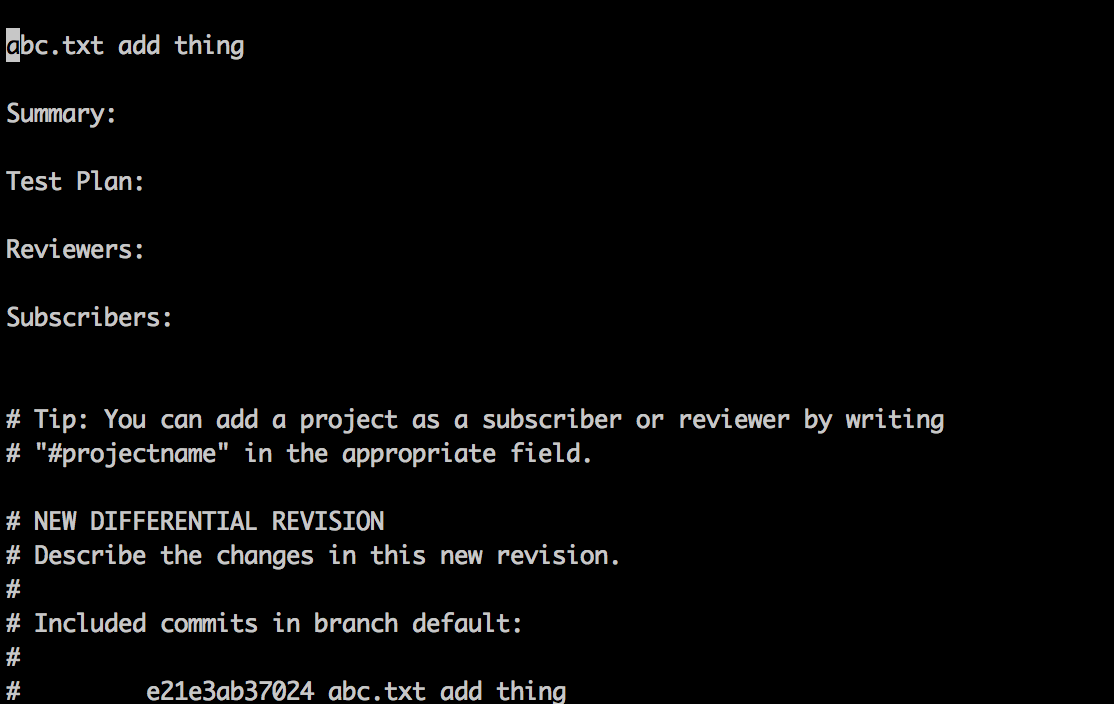 abc.txt add thing
Summary:
Test Plan:
Reviewers:
Subscribers:
# Tip: You can add a project as a subscriber or reviewer by writing
# "#projectname" in the appropriate field.
# NEW DIFFERENTIAL REVISION
# Describe the changes in this new revision.
#
# Included commits in branch default:
#
#         e21e3ab37024 abc.txt add thing